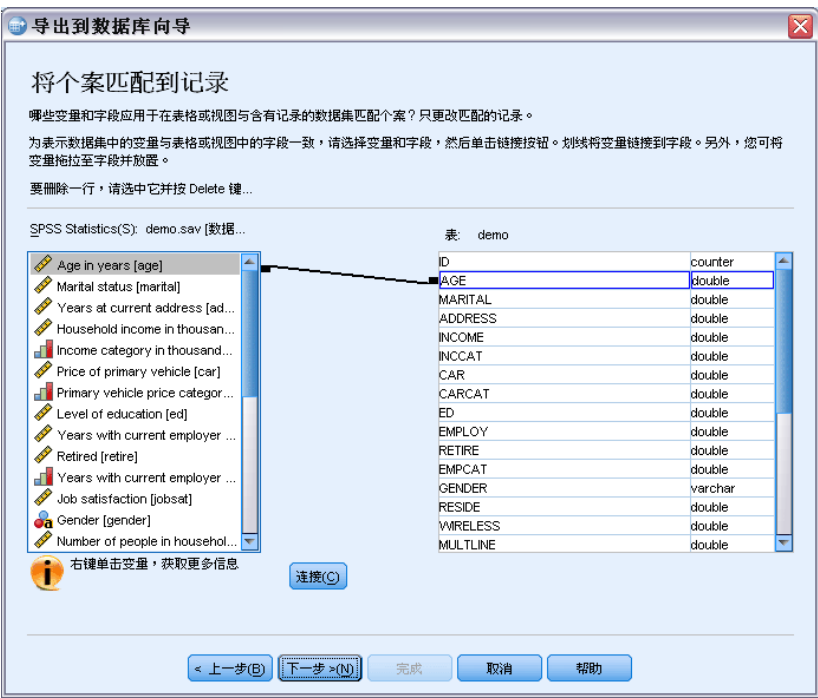 导出到数据库向导
将个案匹配到记录
哪些变量和字段应用于在表格或视图与含有记录的数据集匹配个案？只更改匹配的记录。
为表示数据集中的变量与表格或视图中的字段一致，请选择变量和字段，然后单击链接按钮。划线将变量链接到字段。另外，您可将
变量拖拉至字段并放置。
要删除一行，请选中它并按 Delete 键...
SPSS Statistics(S): demo.sav [数据...
Age in years [age]
Marital status [marital]
Years at current address [ad...
Household income in thousan...
Income category in thousand...
Price of primary vehicle [car]
Primary vehicle price categor...
Level of education [ed]
Years with current employer ...
Retired [retire]
Years with current employer ...
Job satisfaction [jobsat]
Gender [gender]
Number of people in househol...
右键单击变量，获取更多信息
连接(C)
表: demo
ID counter
AGE double
MARITAL double
ADDRESS double
INCOME double
INCCAT double
CAR double
CARCAT double
ED double
EMPLOY double
RETIRE double
EMPCAT double
GENDER varchar
RESIDE double
WIRELESS double
MULTLINE double
< 上一步(B) 下一步 >(N) 完成 取消 帮助